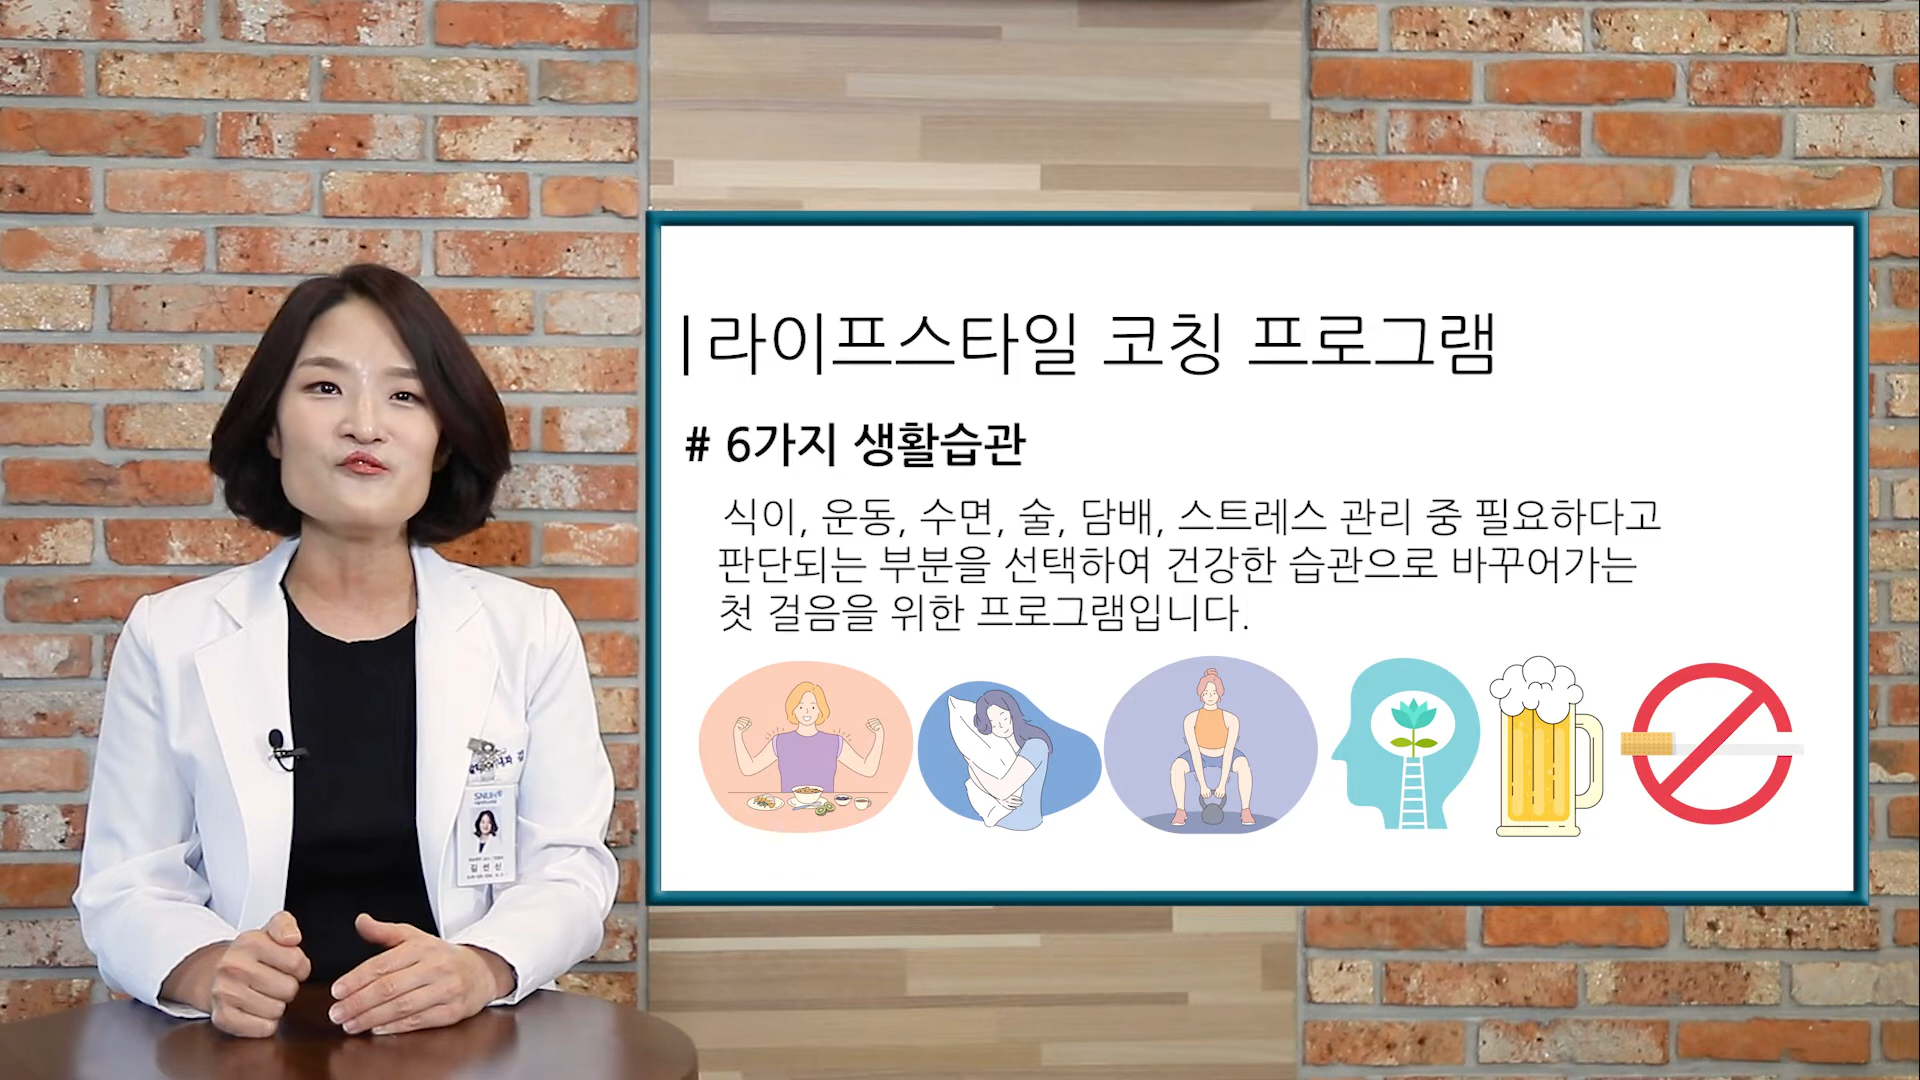 |라이프스타일 코칭 프로그램
# 6가지 생활습관
식이, 운동, 수면, 술, 담배, 스트레스 관리 중 필요하다고
판단되는 부분을 선택하여 건강한 습관으로 바꾸어가는
첫 걸음을 위한 프로그램입니다.
SNUH
김선신